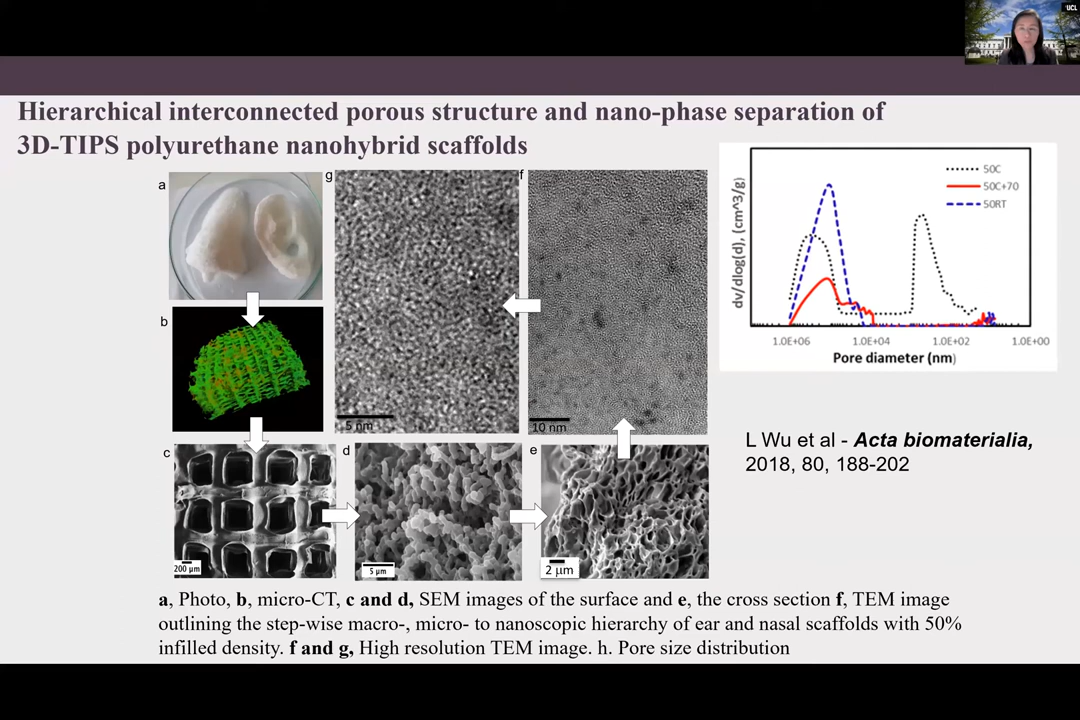 UCL
Hierarchical interconnected porous structure and nano-phase separation of
3D-TIPS polyurethane nanohybrid scaffolds
a
g
f
b
5 nm
10 nm
c
d
e
200 μm
5 μm
2 μm
50C
50C+70
50RT
dv/dlog(d), (cm^3/g)
1.0E+06 1.0E+04 1.0E+02 1.0E+00
Pore diameter (nm)
L Wu et al - Acta biomaterialia,
2018, 80, 188-202
a, Photo, b, micro-CT, c and d, SEM images of the surface and e, the cross section f, TEM image
outlining the step-wise macro-, micro- to nanoscopic hierarchy of ear and nasal scaffolds with 50%
infilled density. f and g, High resolution TEM image. h. Pore size distribution